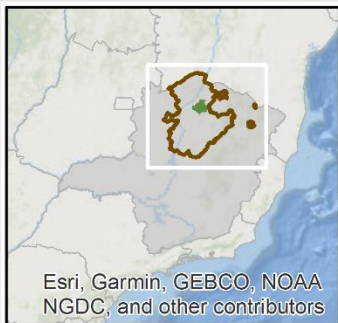 Esri, Garmin, GEBCO, NOAA
NGDC, and other contributors